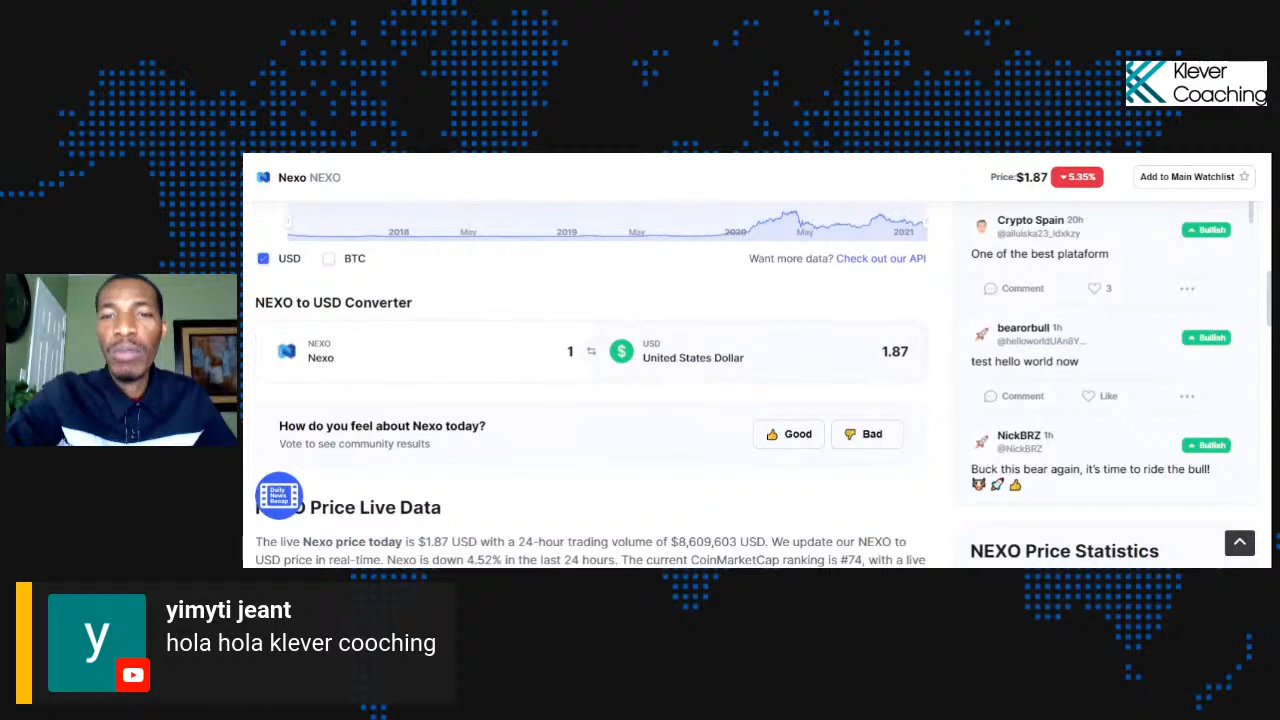 Klever
Coaching
Nexo NEXO
Price:$1.87
5.35%
Add to Main Watchlist
2018
May
2019
May
2020
May
2021
USD
BTC
Want more data? Check out our API
NEXO to USD Converter
NEXO
Nexo
1
USD
United States Dollar
1.87
How do you feel about Nexo today?
Vote to see community results
Good
Bad
Daily
News
Recap
Price Live Data
The live Nexo price today is $1.87 USD with a 24-hour trading volume of $8,609,603 USD. We update our NEXO to
USD price in real-time. Nexo is down 4.52% in the last 24 hours. The current CoinMarketCap ranking is #74, with a live
Crypto Spain 20h
Bullish
One of the best plataform
Comment
3
bearorbull 1h
@helloworldUAn8Y...
Bullish
test hello world now
Comment
Like
NickBRZ 1h
@NickBRZ
Bullish
Buck this bear again, it's time to ride the bull!
NEXO Price Statistics
y
yimyti jeant
hola hola klever cooching